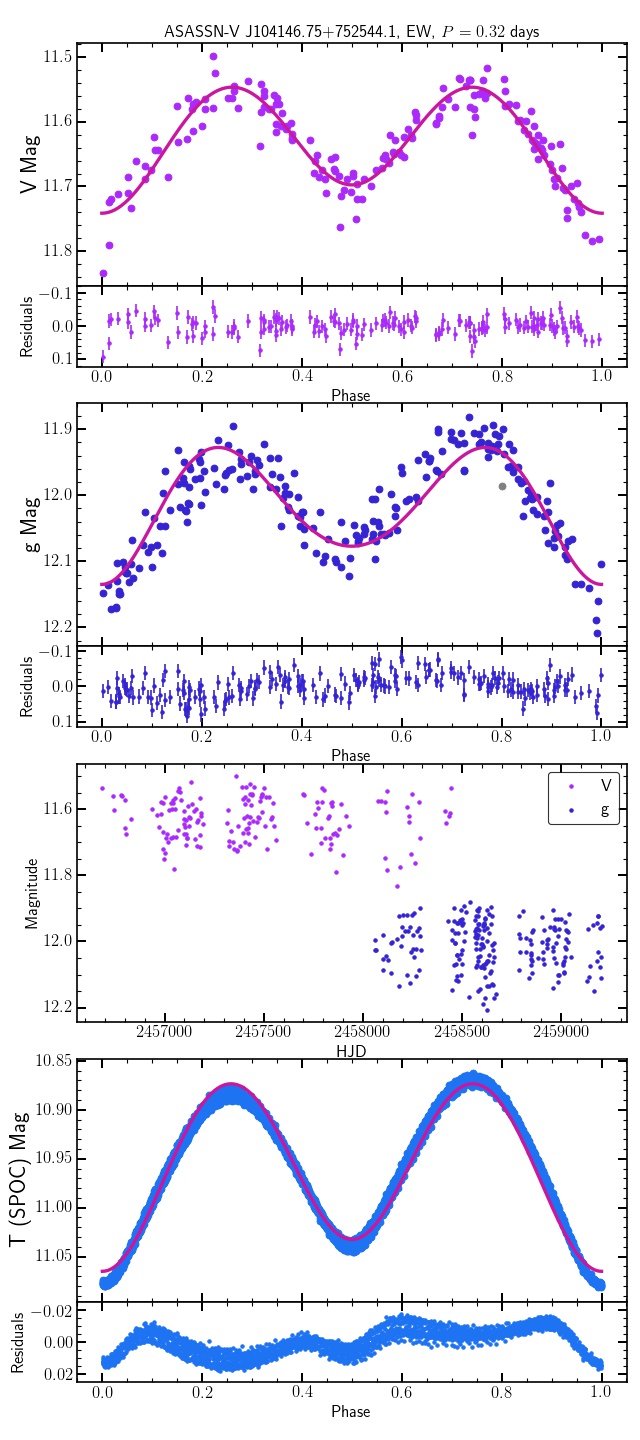 ASASSN-V J104146.75+752544.1, EW, P = 0.32 days
11.5
11.6
11.7
11.8
V Mag
−0.1
0.0
0.1
Residuals
0.0 0.2 0.4 0.6 0.8 1.0
Phase
11.9
12.0
12.1
12.2
g Mag
−0.1
0.0
0.1
Residuals
0.0 0.2 0.4 0.6 0.8 1.0
Phase
11.6
11.8
12.0
12.2
Magnitude
V
g
2457000 2457500 2458000 2458500 2459000
HJD
10.85
10.90
10.95
11.00
11.05
T (SPOC) Mag
−0.02
0.00
0.02
Residuals
0.0 0.2 0.4 0.6 0.8 1.0
Phase